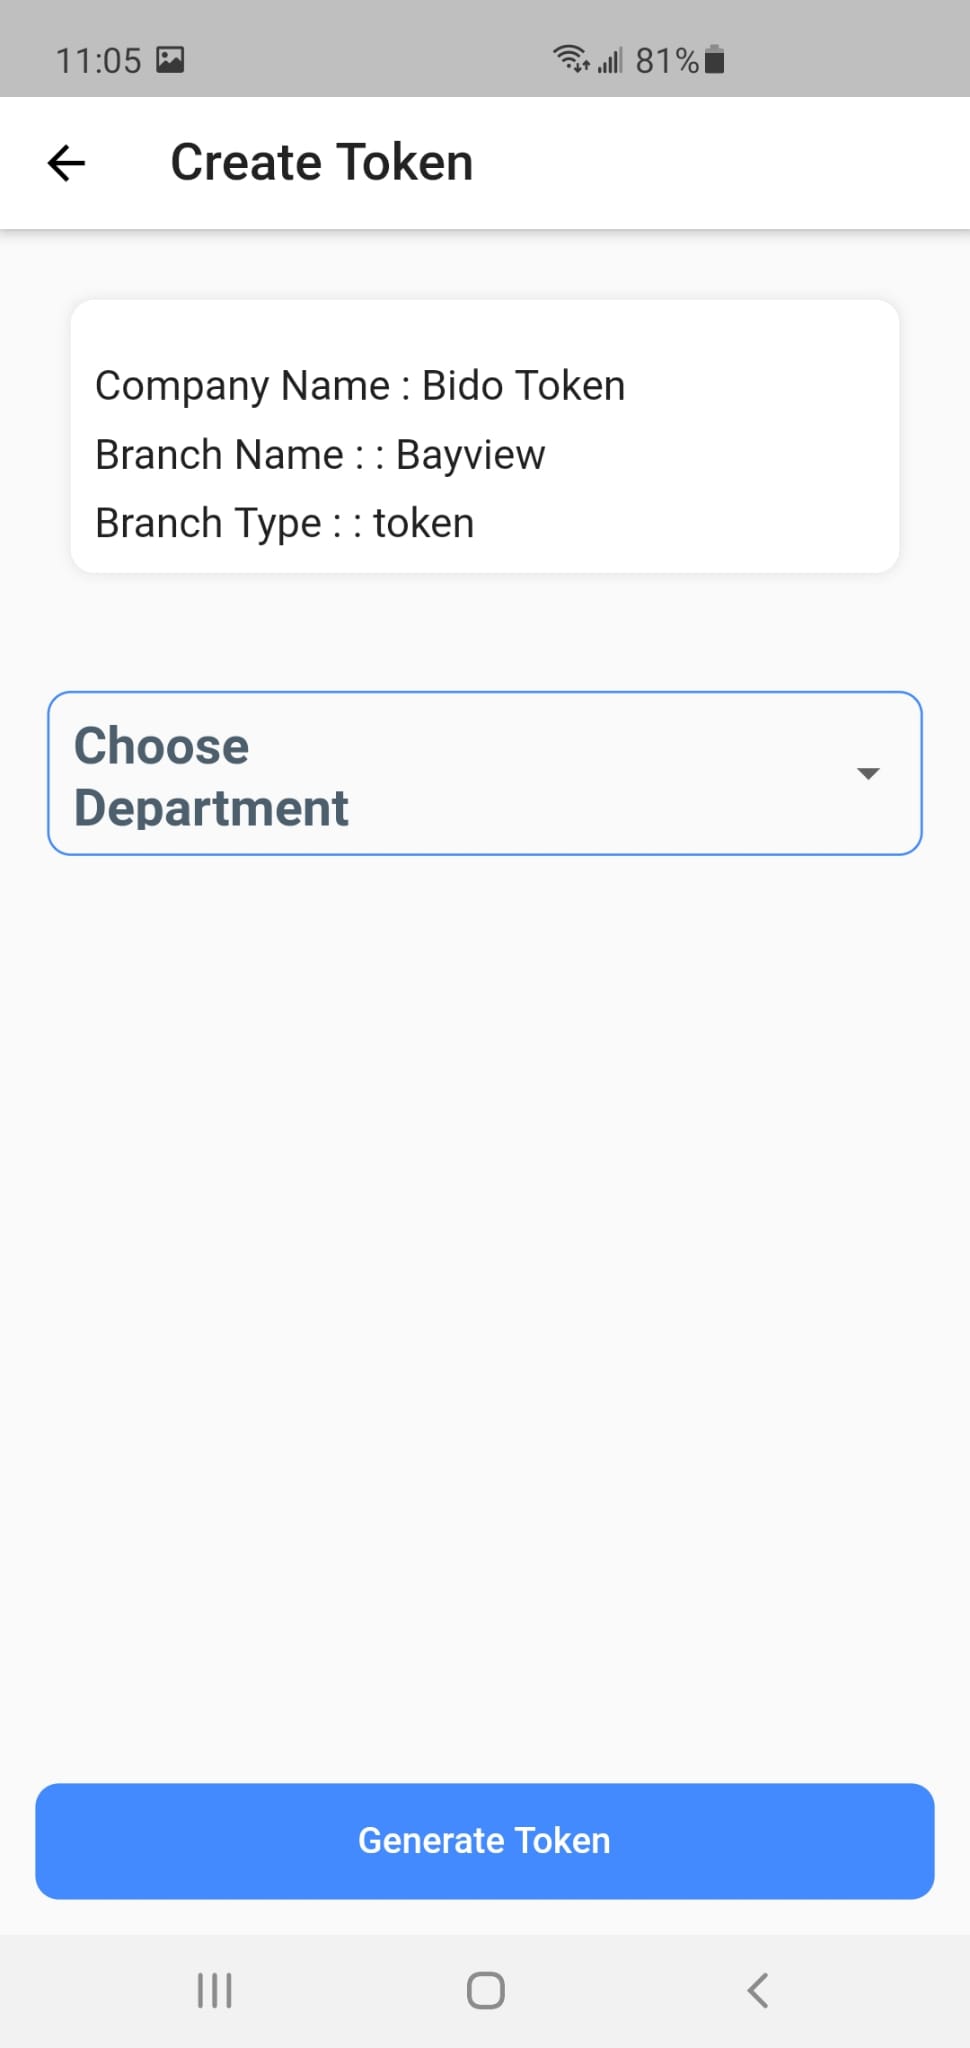 11:05 81%
Create Token
Company Name : Bido Token
Branch Name : : Bayview
Branch Type : : token
Choose
Department
Generate Token